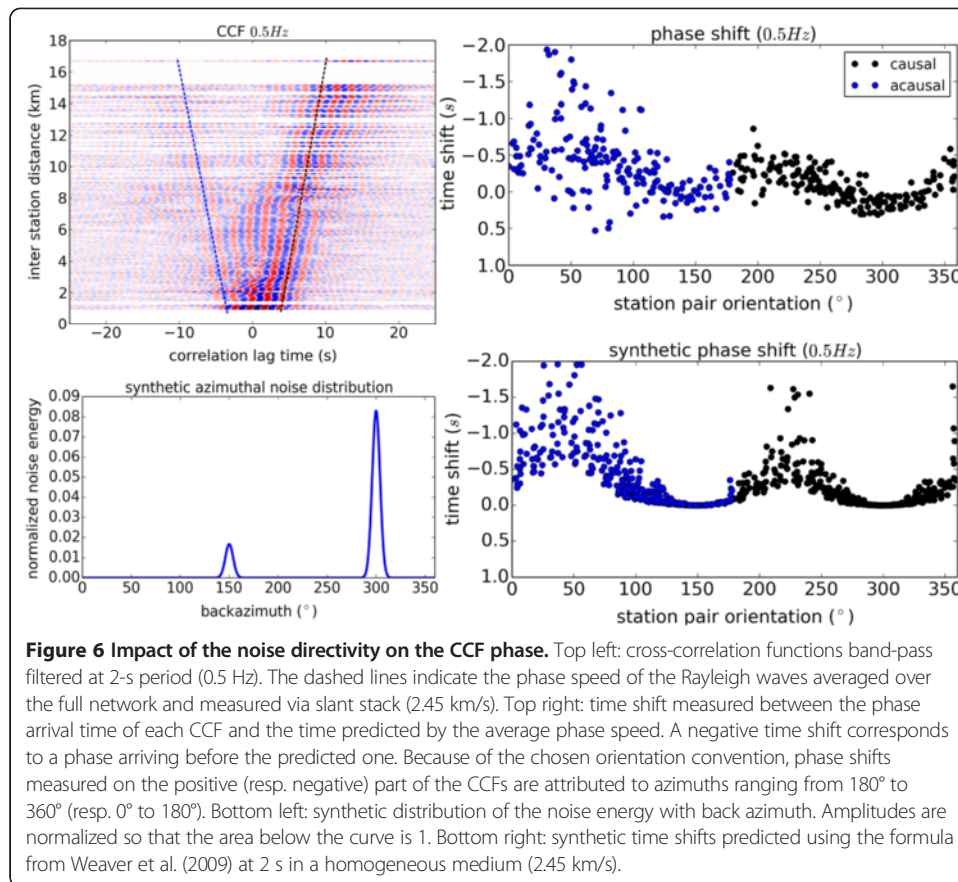 CCF 0.5Hz
18
16
14
12
10
8
6
4
2
0
inter station distance (km)
−20
−10
0
10
20
correlation lag time (s)
phase shift (0.5Hz)
−2.0
−1.5
−1.0
−0.5
0.0
0.5
1.0
time shift (s)
causal
acausal
0
50
100
150
200
250
300
350
station pair orientation (°)
synthetic azimuthal noise distribution
0.09
0.08
0.07
0.06
0.05
0.04
0.03
0.02
0.01
0.00
normalized noise energy
0
50
100
150
200
250
300
350
backazimuth (°)
synthetic phase shift (0.5Hz)
−2.0
−1.5
−1.0
−0.5
0.0
0.5
1.0
time shift (s)
0
50
100
150
200
250
300
350
station pair orientation (°)
Figure 6 Impact of the noise directivity on the CCF phase. Top left: cross-correlation functions band-pass
filtered at 2-s period (0.5 Hz). The dashed lines indicate the phase speed of the Rayleigh waves averaged over
the full network and measured via slant stack (2.45 km/s). Top right: time shift measured between the phase
arrival time of each CCF and the time predicted by the average phase speed. A negative time shift corresponds
to a phase arriving before the predicted one. Because of the chosen orientation convention, phase shifts
measured on the positive (resp. negative) part of the CCFs are attributed to azimuths ranging from 180° to
360° (resp. 0° to 180°). Bottom left: synthetic distribution of the noise energy with back azimuth. Amplitudes are
normalized so that the area below the curve is 1. Bottom right: synthetic time shifts predicted using the formula
from Weaver et al. (2009) at 2 s in a homogeneous medium (2.45 km/s).